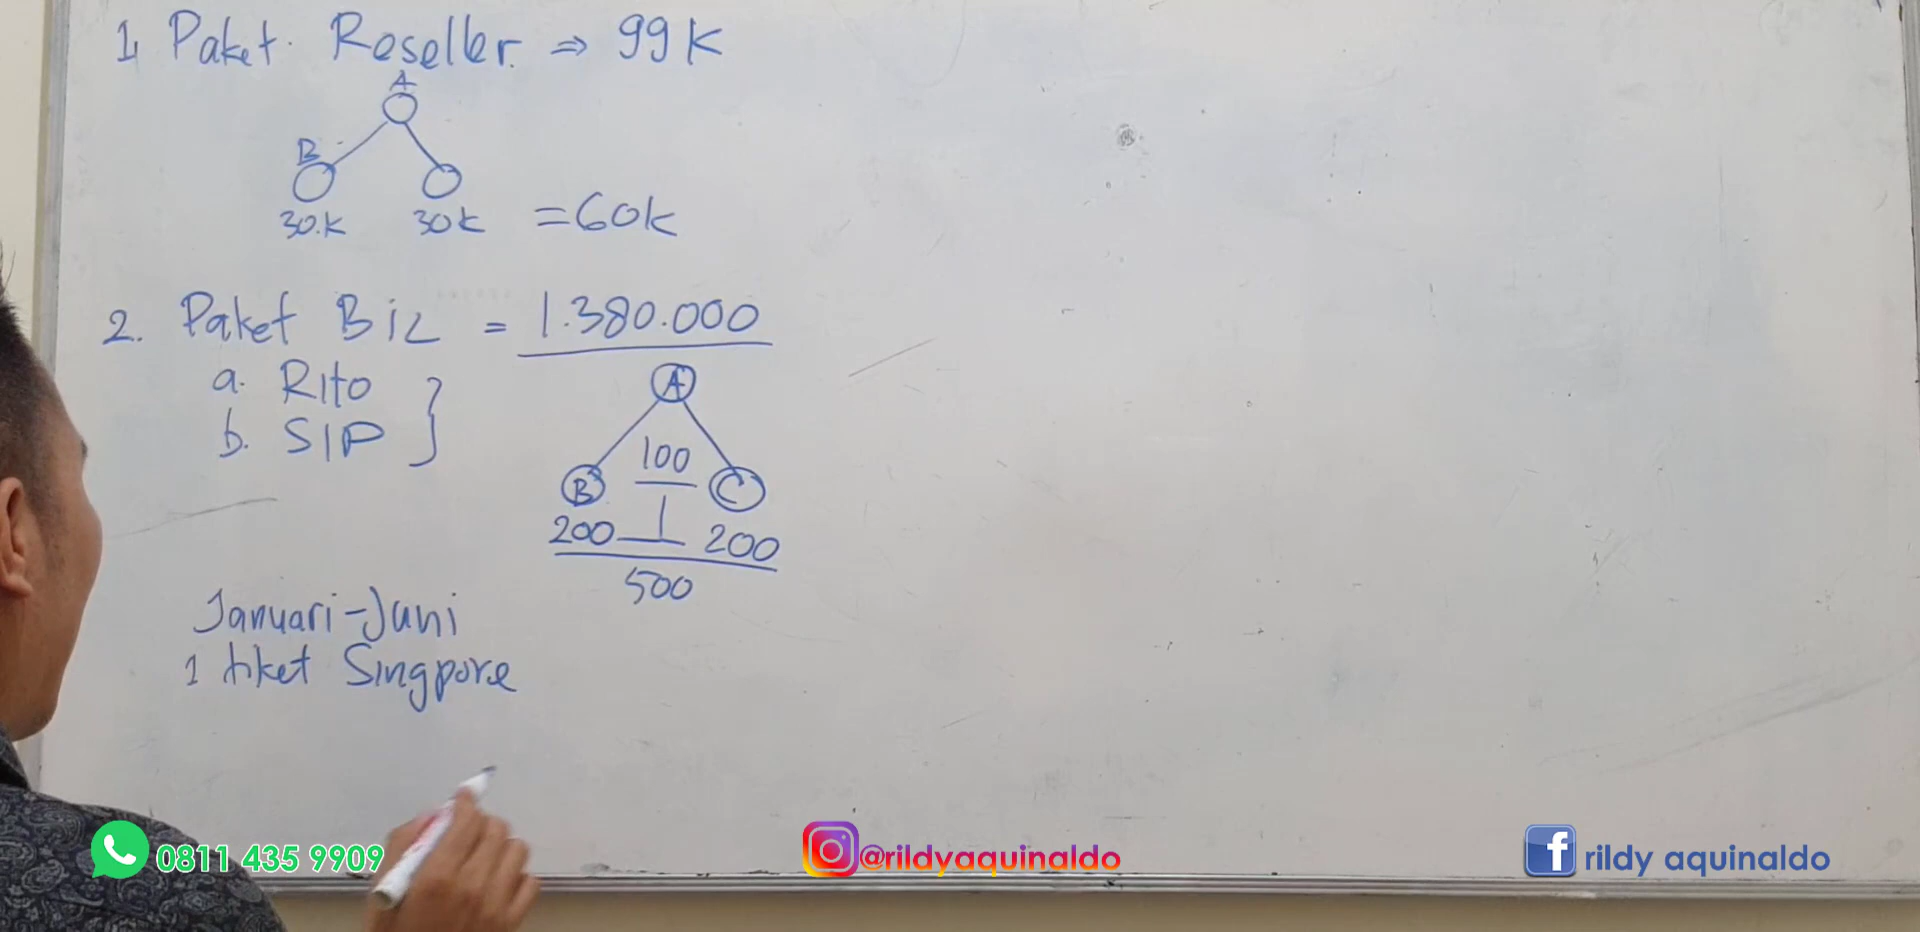 1, Paket. Reseller. ⇒ 99K
A
B
30.K 30K = 60K
2. Paket Biz = 1.380.000
a. RIto
b. SIP
A
100
B C
200 200
500
Januari-Juni
1 tiket Singpore
0811 435 9909
@rildyaquinaldo
f rildy aquinaldo